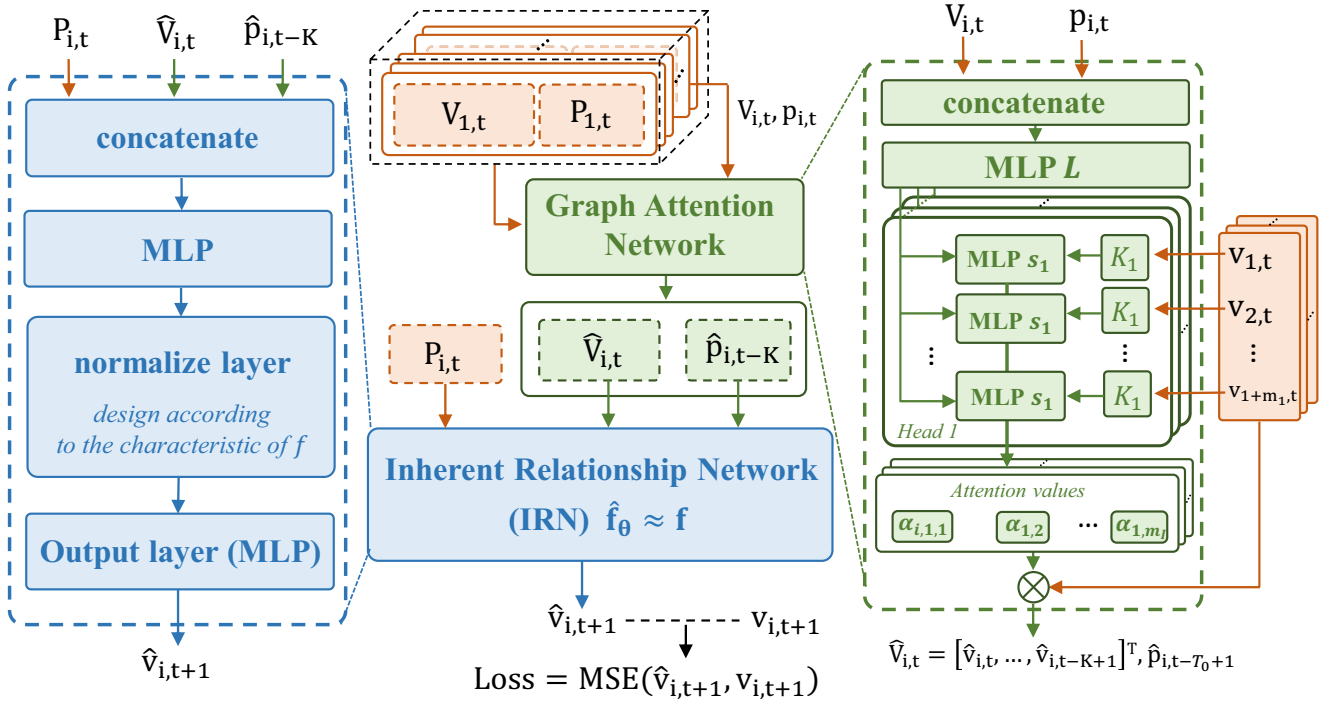 P_{i,t}
V̂_{i,t}
p̂_{i,t−K}
concatenate
MLP
normalize layer
design according
to the characteristic of f
Output layer (MLP)
v̂_{i,t+1}
V_{1,t}
P_{1,t}
V_{i,t}, p_{i,t}
Graph Attention
Network
P_{i,t}
V̂_{i,t}
p̂_{i,t−K}
Inherent Relationship Network
(IRN) f̂_θ ≈ f
v̂_{i,t+1}
v_{i,t+1}
Loss = MSE(v̂_{i,t+1}, v_{i,t+1})
V_{i,t}
p_{i,t}
concatenate
MLP L
MLP s_1
K_1
v_{1,t}
MLP s_1
K_1
v_{2,t}
⋮
⋮
⋮
MLP s_1
K_1
v_{1+m_1,t}
Head 1
Attention values
α_{i,1,1}
α_{1,2}
...
α_{1,m_I}
V̂_{i,t} = [v̂_{i,t}, ..., v̂_{i,t−K+1}]^T, p̂_{i,t−T_0+1}